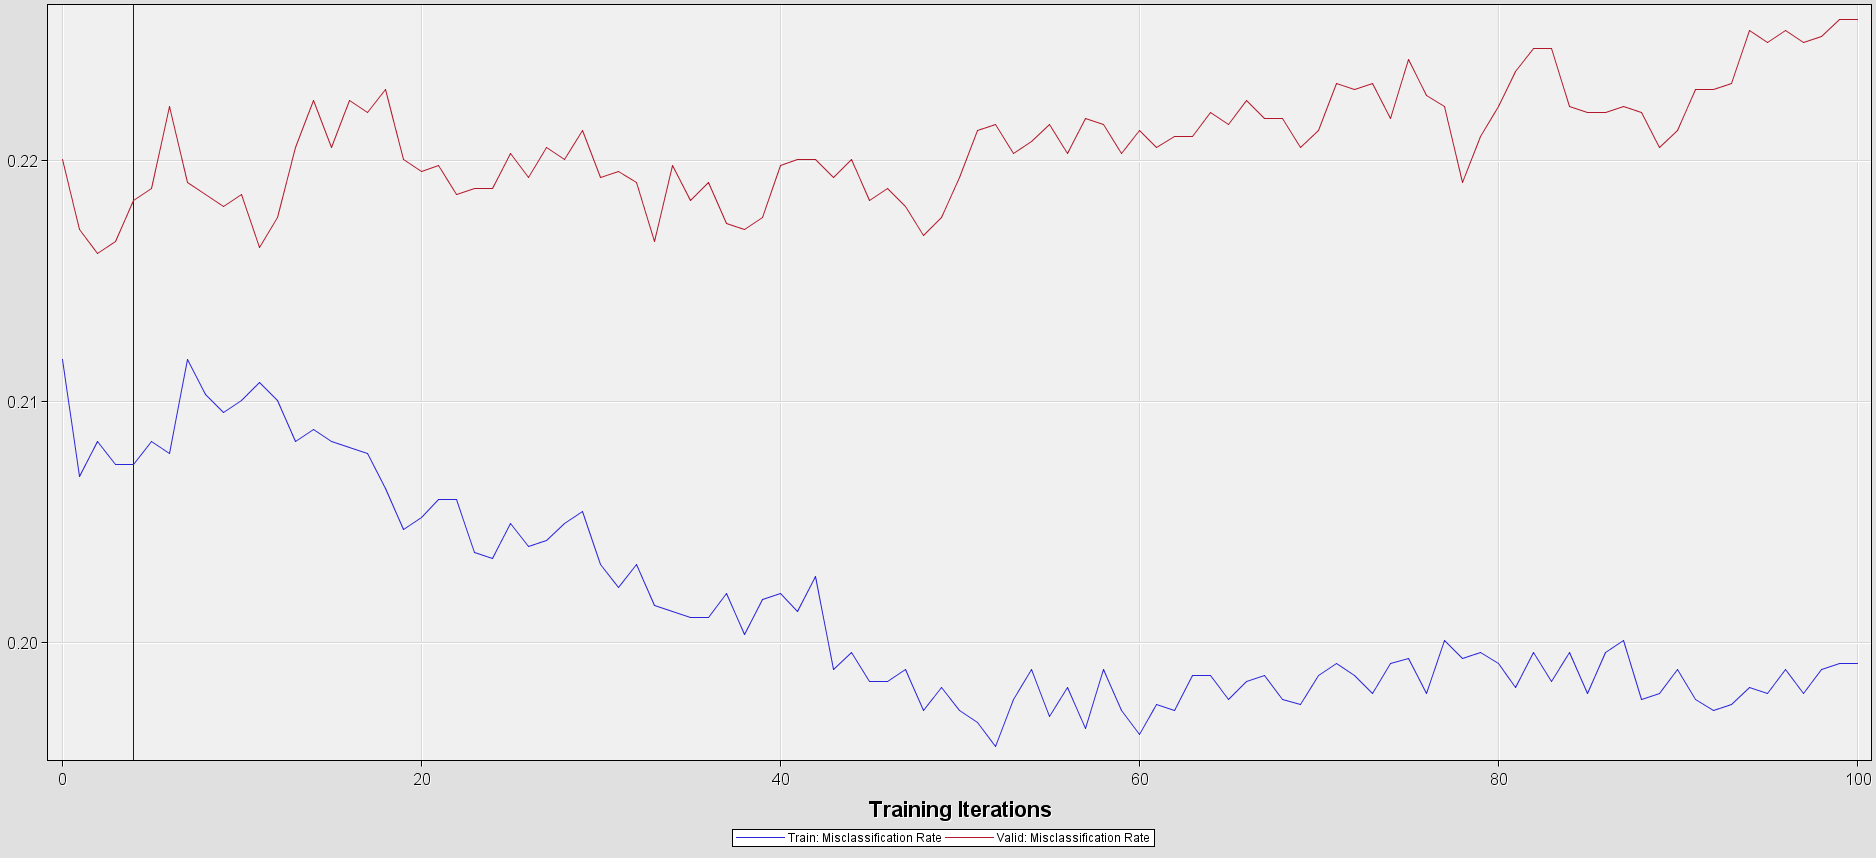 0.22
0.21
0.20
0 20 40 60 80 100
Training Iterations
Train: Misclassification Rate Valid: Misclassification Rate